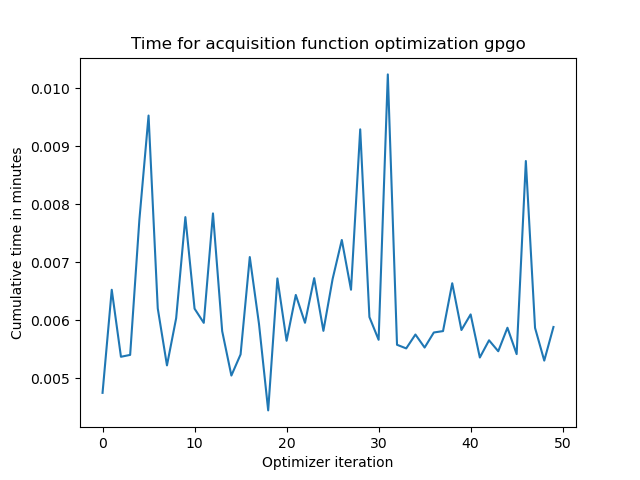 Time for acquisition function optimization gpgo
Cumulative time in minutes
0.010
0.009
0.008
0.007
0.006
0.005
0 10 20 30 40 50
Optimizer iteration